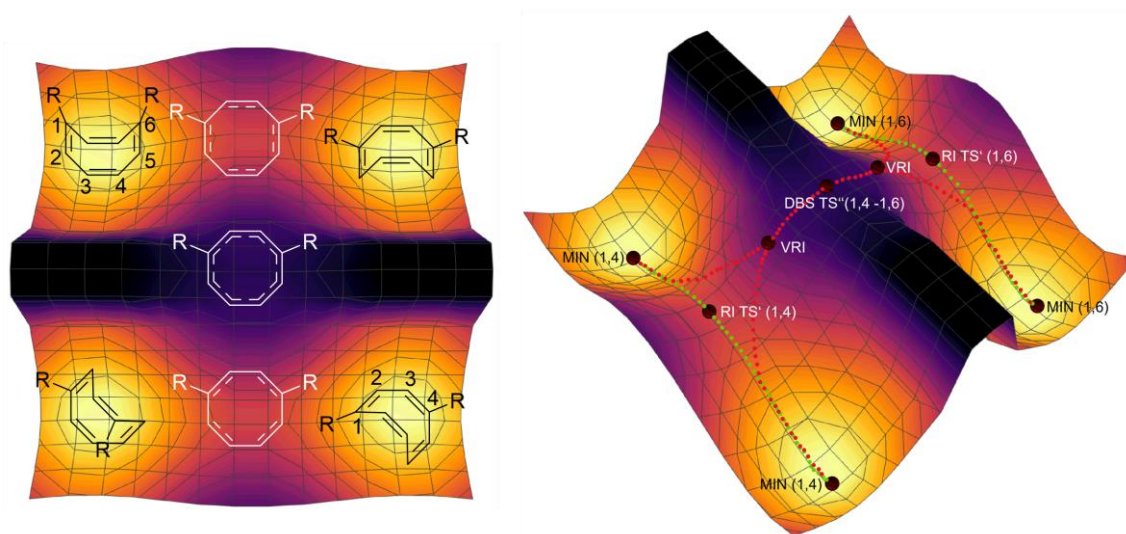 R R R R
1 6 R R
2 5
3 4
R R
R R R 2 3
4 R
R 1
R
MIN (1,6)
RI TS' (1,6)
VRI
DBS TS''(1,4 -1,6)
VRI
MIN (1,4)
MIN (1,6)
RI TS' (1,4)
MIN (1,4)